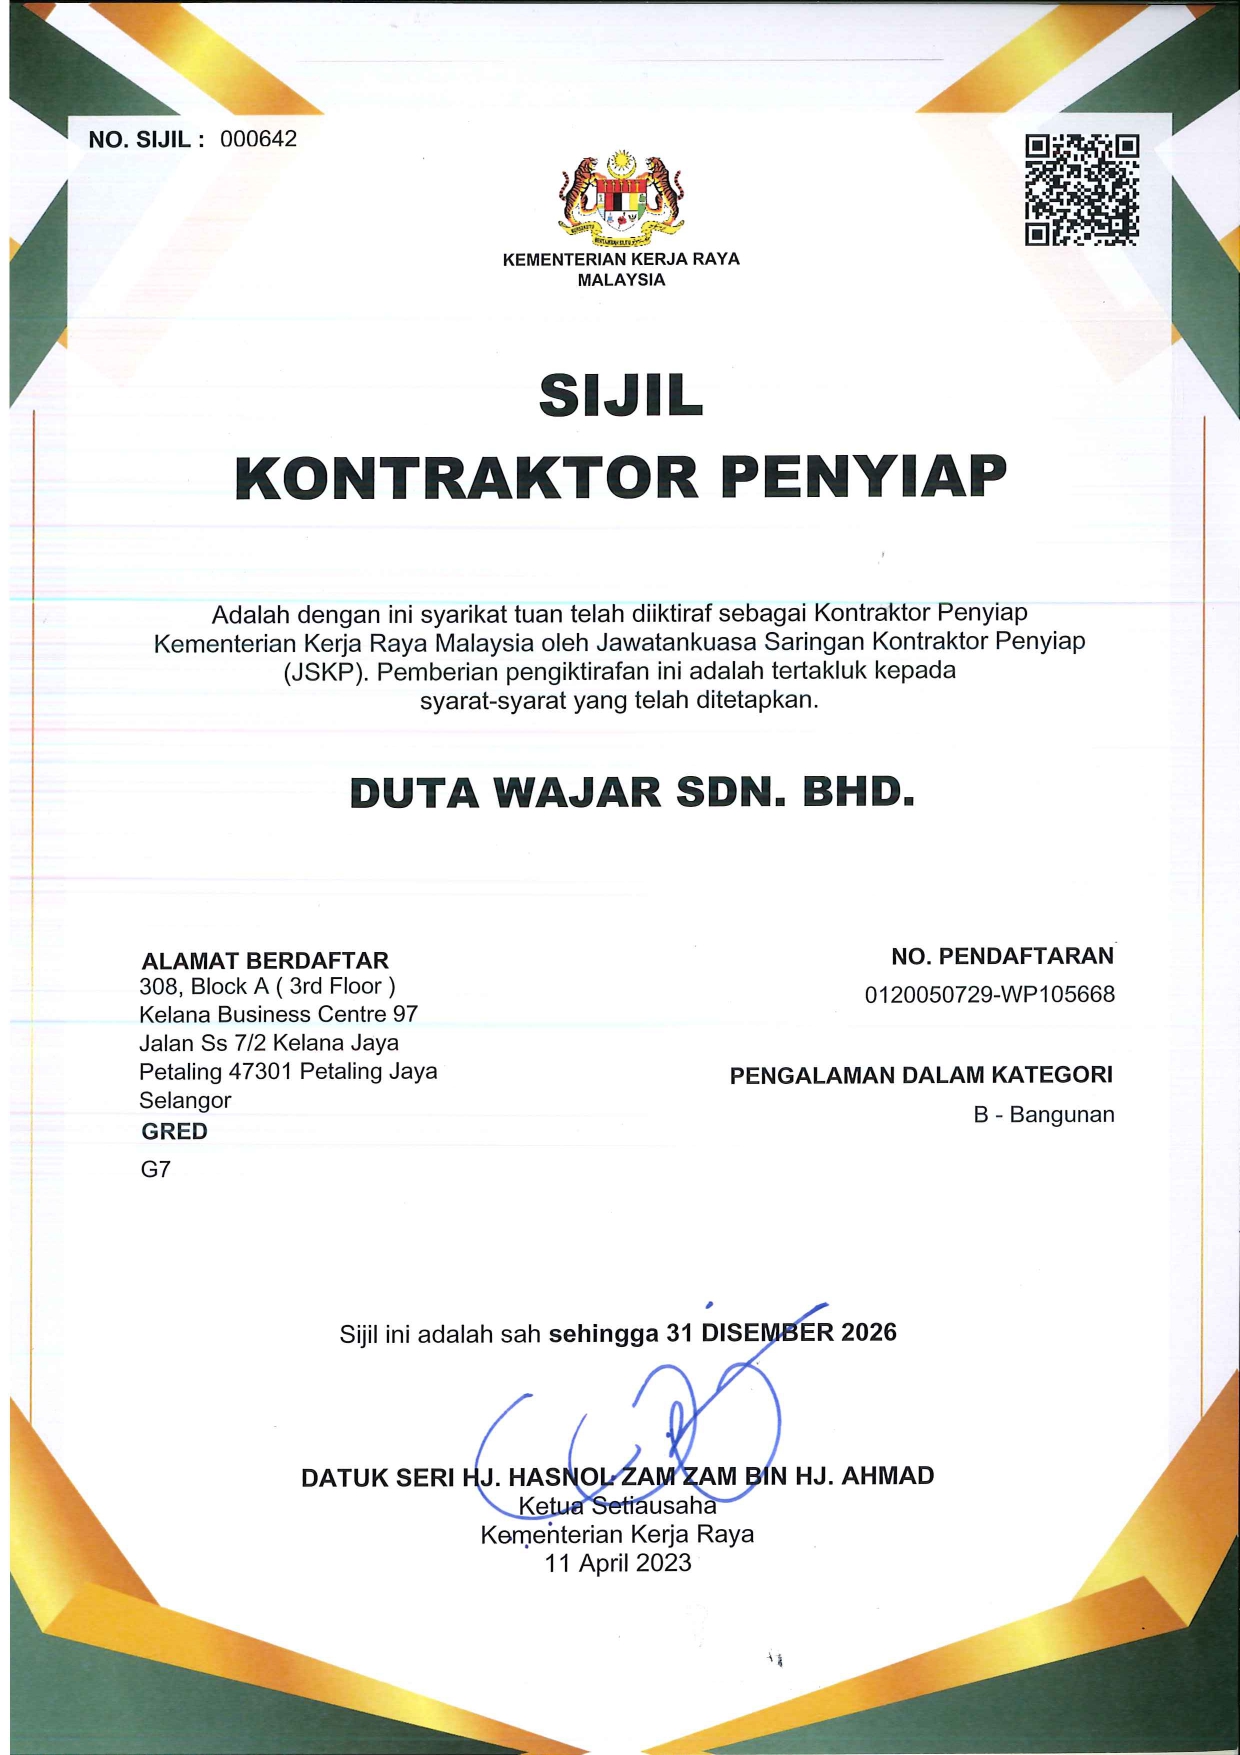 NO. SIJIL : 000642
KEMENTERIAN KERJA RAYA
MALAYSIA
SIJIL
KONTRAKTOR PENYIAP
Adalah dengan ini syarikat tuan telah diiktiraf sebagai Kontraktor Penyiap
Kementerian Kerja Raya Malaysia oleh Jawatankuasa Saringan Kontraktor Penyiap
(JSKP). Pemberian pengiktirafan ini adalah tertakluk kepada
syarat-syarat yang telah ditetapkan.
DUTA WAJAR SDN. BHD.
ALAMAT BERDAFTAR
308, Block A ( 3rd Floor )
Kelana Business Centre 97
Jalan Ss 7/2 Kelana Jaya
Petaling 47301 Petaling Jaya
Selangor
GRED
G7
NO. PENDAFTARAN
0120050729-WP105668
PENGALAMAN DALAM KATEGORI
B - Bangunan
Sijil ini adalah sah sehingga 31 DISEMBER 2026
DATUK SERI HJ. HASNOL ZAM ZAM BIN HJ. AHMAD
Ketua Setiausaha
Kementerian Kerja Raya
11 April 2023